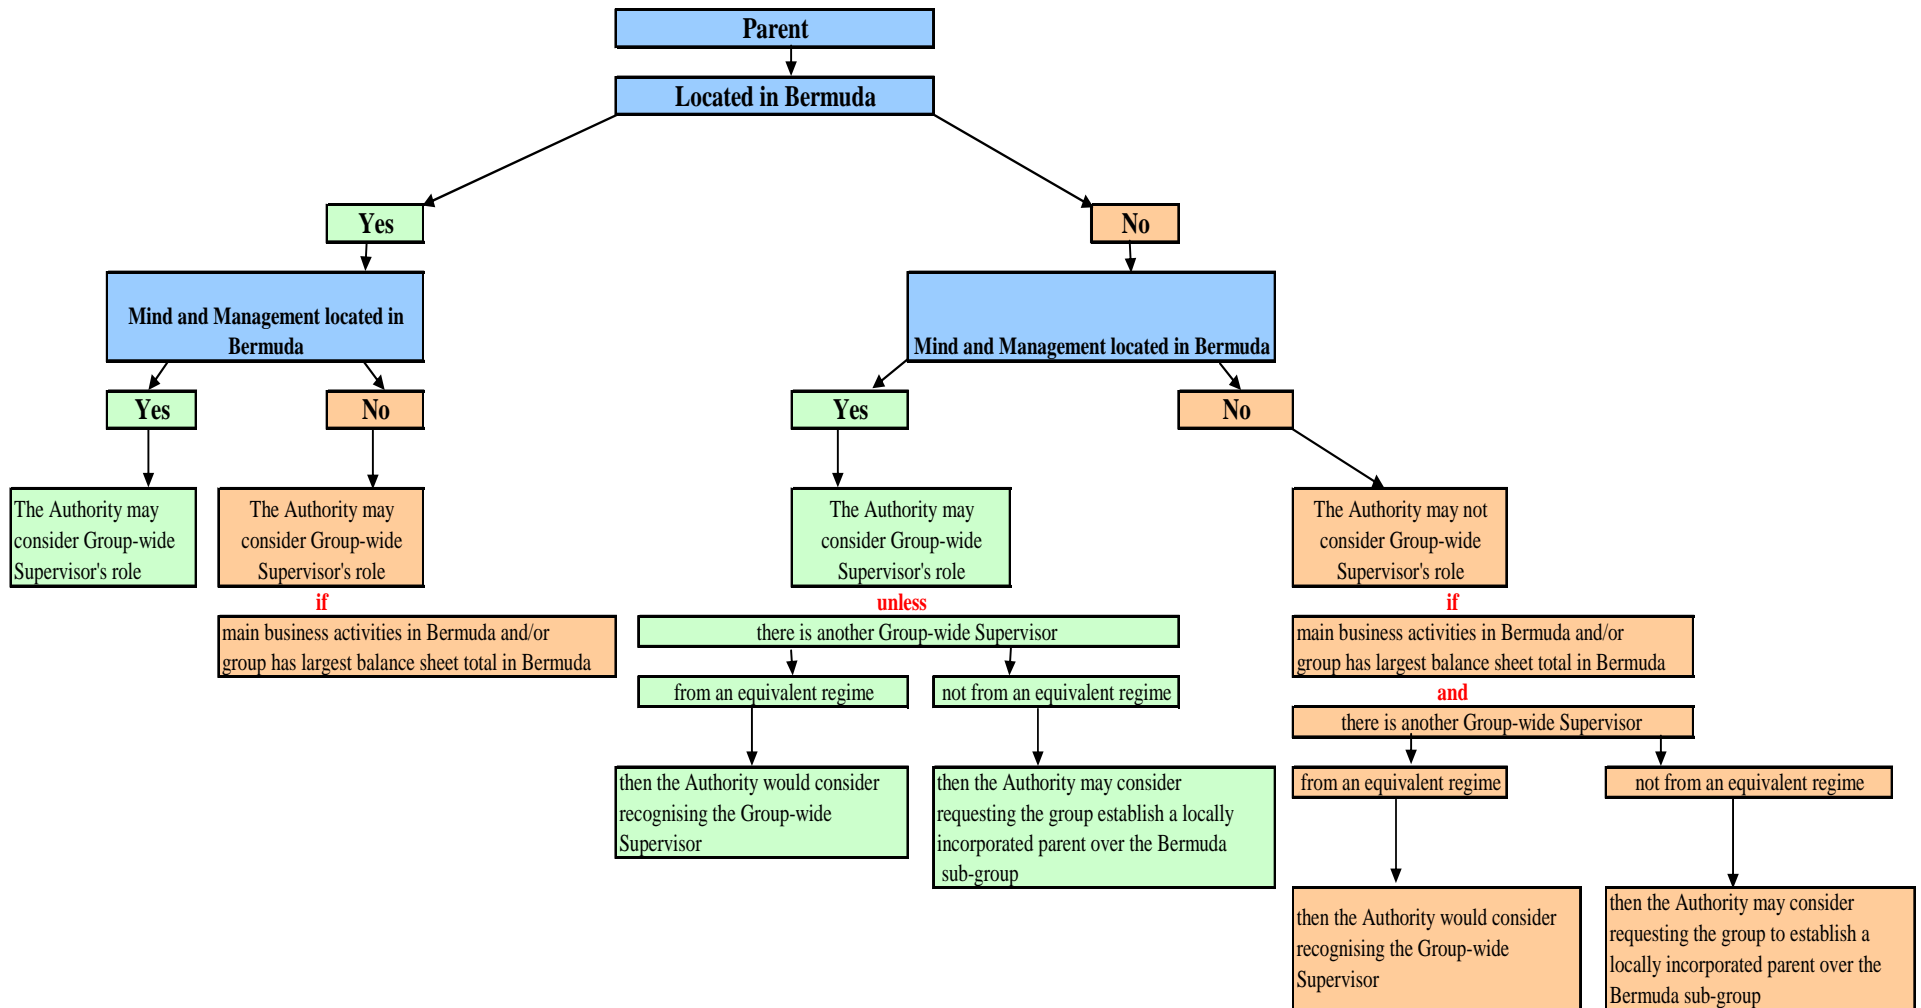 Parent
Located in Bermuda
Yes
No
Mind and Management located in
Bermuda
Mind and Management located in Bermuda
Yes
No
Yes
No
The Authority may
consider Group-wide
Supervisor's role
The Authority may
consider Group-wide
Supervisor's role
if
main business activities in Bermuda and/or
group has largest balance sheet total in Bermuda
The Authority may
consider Group-wide
Supervisor's role
unless
there is another Group-wide Supervisor
from an equivalent regime
not from an equivalent regime
then the Authority would consider
recognising the Group-wide
Supervisor
then the Authority may consider
requesting the group establish a locally
incorporated parent over the Bermuda
sub-group
The Authority may not
consider Group-wide
Supervisor's role
if
main business activities in Bermuda and/or
group has largest balance sheet total in Bermuda
and
there is another Group-wide Supervisor
from an equivalent regime
not from an equivalent regime
then the Authority would consider
recognising the Group-wide
Supervisor
then the Authority may consider
requesting the group to establish a
locally incorporated parent over the
Bermuda sub-group